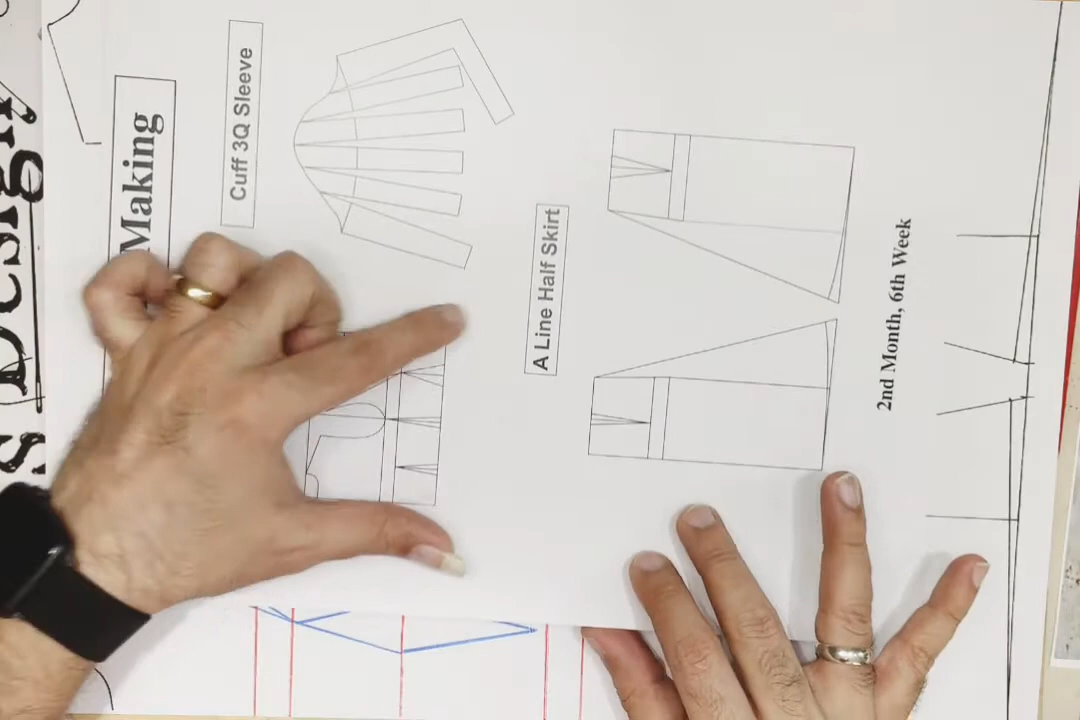 Making
Cuff 3Q Sleeve
A Line Half Skirt
2nd Month, 6th Week